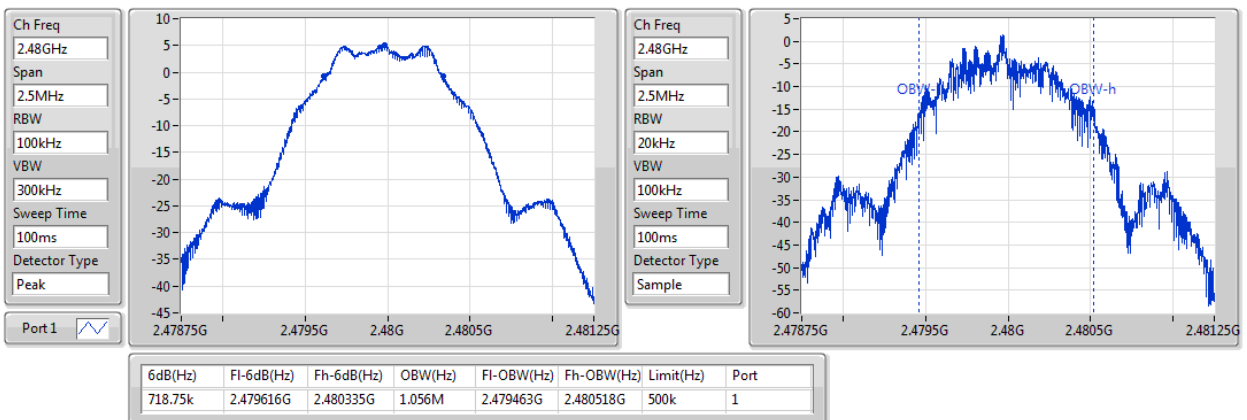 Ch Freq
2.48GHz
Span
2.5MHz
RBW
100kHz
VBW
300kHz
Sweep Time
100ms
Detector Type
Peak
Port 1
10
5
0
-5
-10
-15
-20
-25
-30
-35
-40
-45
2.47875G 2.4795G 2.48G 2.4805G 2.48125G
Ch Freq
2.48GHz
Span
2.5MHz
RBW
20kHz
VBW
100kHz
Sweep Time
100ms
Detector Type
Sample
5
0
-5
-10
-15
-20
-25
-30
-35
-40
-45
-50
-55
-60
OBW-h
2.47875G 2.4795G 2.48G 2.4805G 2.48125G
6dB(Hz) Fl-6dB(Hz) Fh-6dB(Hz) OBW(Hz) Fl-OBW(Hz) Fh-OBW(Hz) Limit(Hz) Port
718.75k 2.479616G 2.480335G 1.056M 2.479463G 2.480518G 500k 1